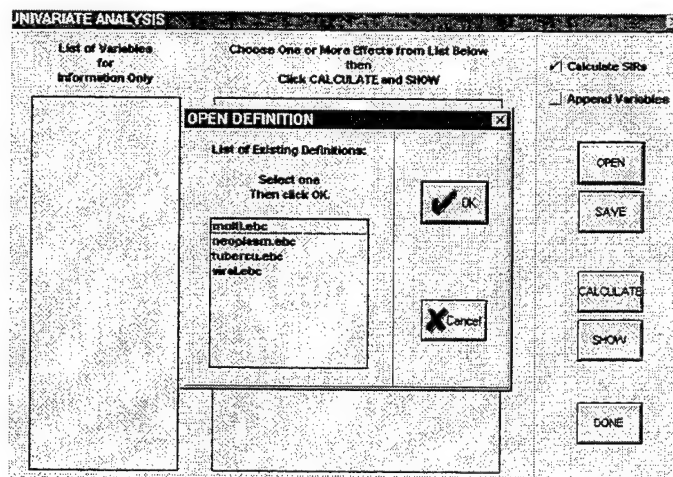 UNIVARIATE ANALYSIS
List of Variables
for
Information Only
Choose One or More Effects from List Below
then
Click CALCULATE and SHOW
Calculate SIRs
Append Variables
OPEN DEFINITION
List of Existing Definitions:
Select one
Then click OK.
multi.ebc
neoplasm.ebc
tubercu.ebc
viral.ebc
OK
Cancel
OPEN
SAVE
CALCULATE
SHOW
DONE